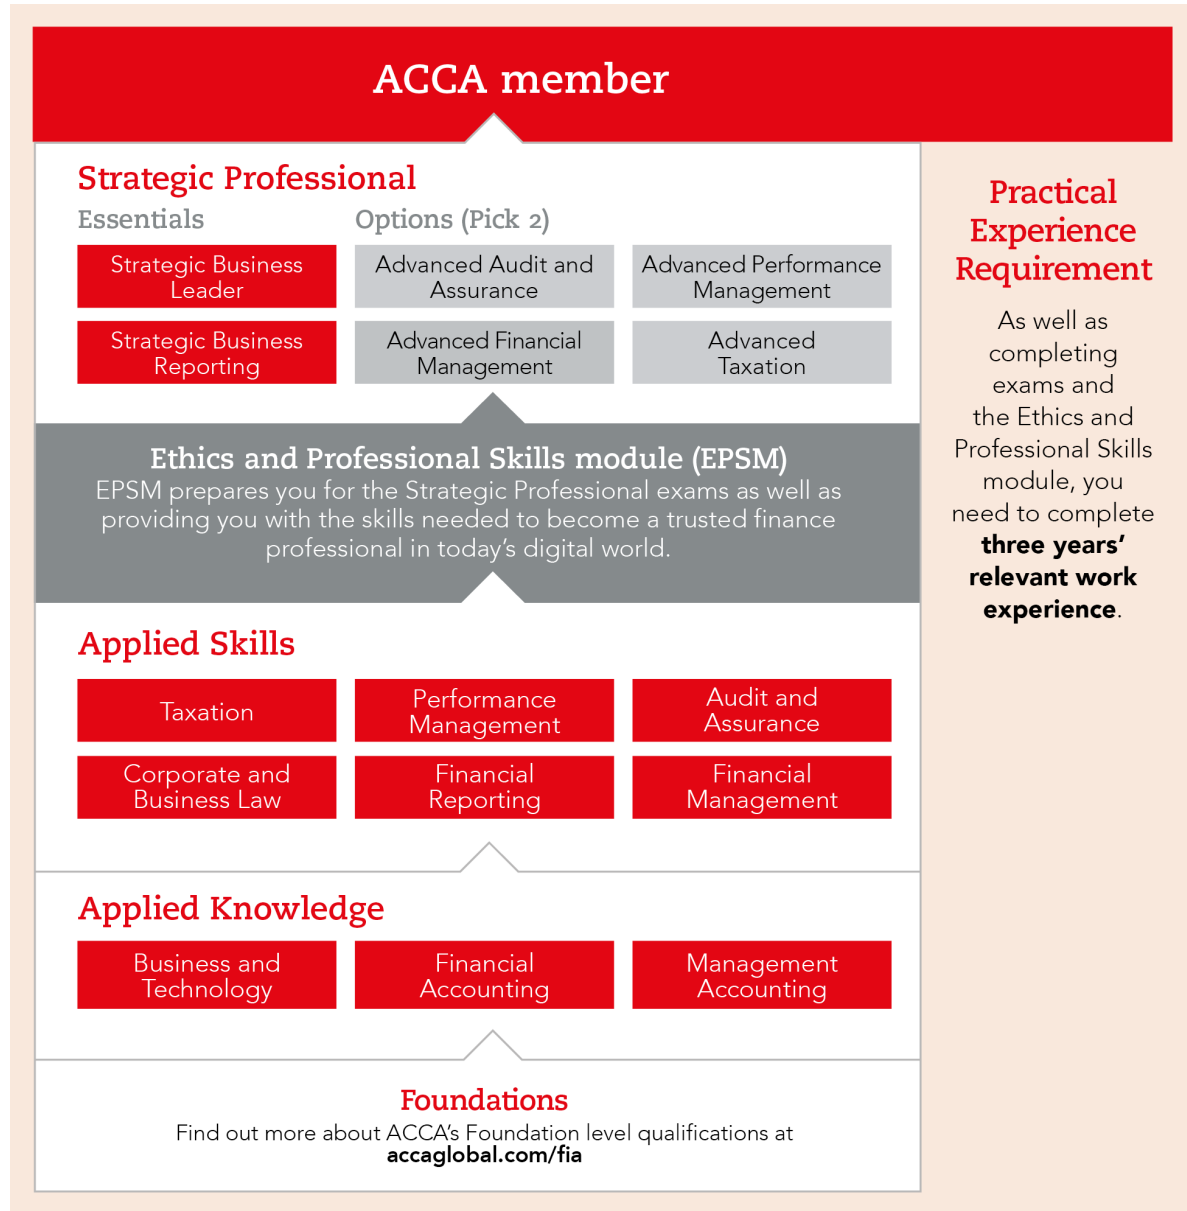 ACCA member
Strategic Professional
Essentials
Options (Pick 2)
Strategic Business
Leader
Advanced Audit and
Assurance
Advanced Performance
Management
Strategic Business
Reporting
Advanced Financial
Management
Advanced
Taxation
Ethics and Professional Skills module (EPSM)
EPSM prepares you for the Strategic Professional exams as well as
providing you with the skills needed to become a trusted finance
professional in today's digital world.
Applied Skills
Taxation
Performance
Management
Audit and
Assurance
Corporate and
Business Law
Financial
Reporting
Financial
Management
Applied Knowledge
Business and
Technology
Financial
Accounting
Management
Accounting
Foundations
Find out more about ACCA's Foundation level qualifications at
accaglobal.com/fia
Practical
Experience
Requirement
As well as
completing
exams and
the Ethics and
Professional Skills
module, you
need to complete
three years'
relevant work
experience.